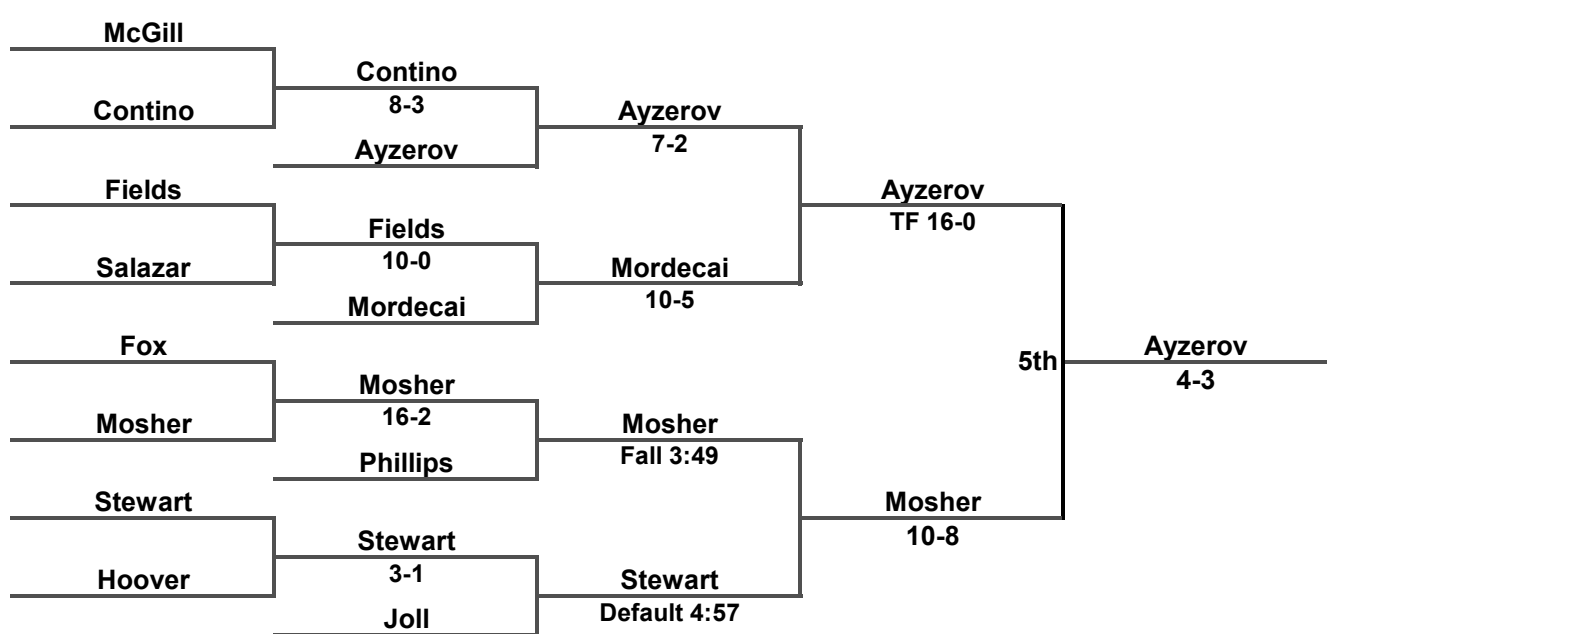 McGill
Contino
8-3
Contino
Ayzerov
7-2
Ayzerov
Fields
Ayzerov
TF 16-0
Fields
10-0
Salazar
Mordecai
10-5
Mordecai
Fox
5th
Ayzerov
4-3
Mosher
16-2
Mosher
Mosher
Fall 3:49
Phillips
Stewart
Mosher
10-8
Stewart
3-1
Hoover
Stewart
Default 4:57
Joll